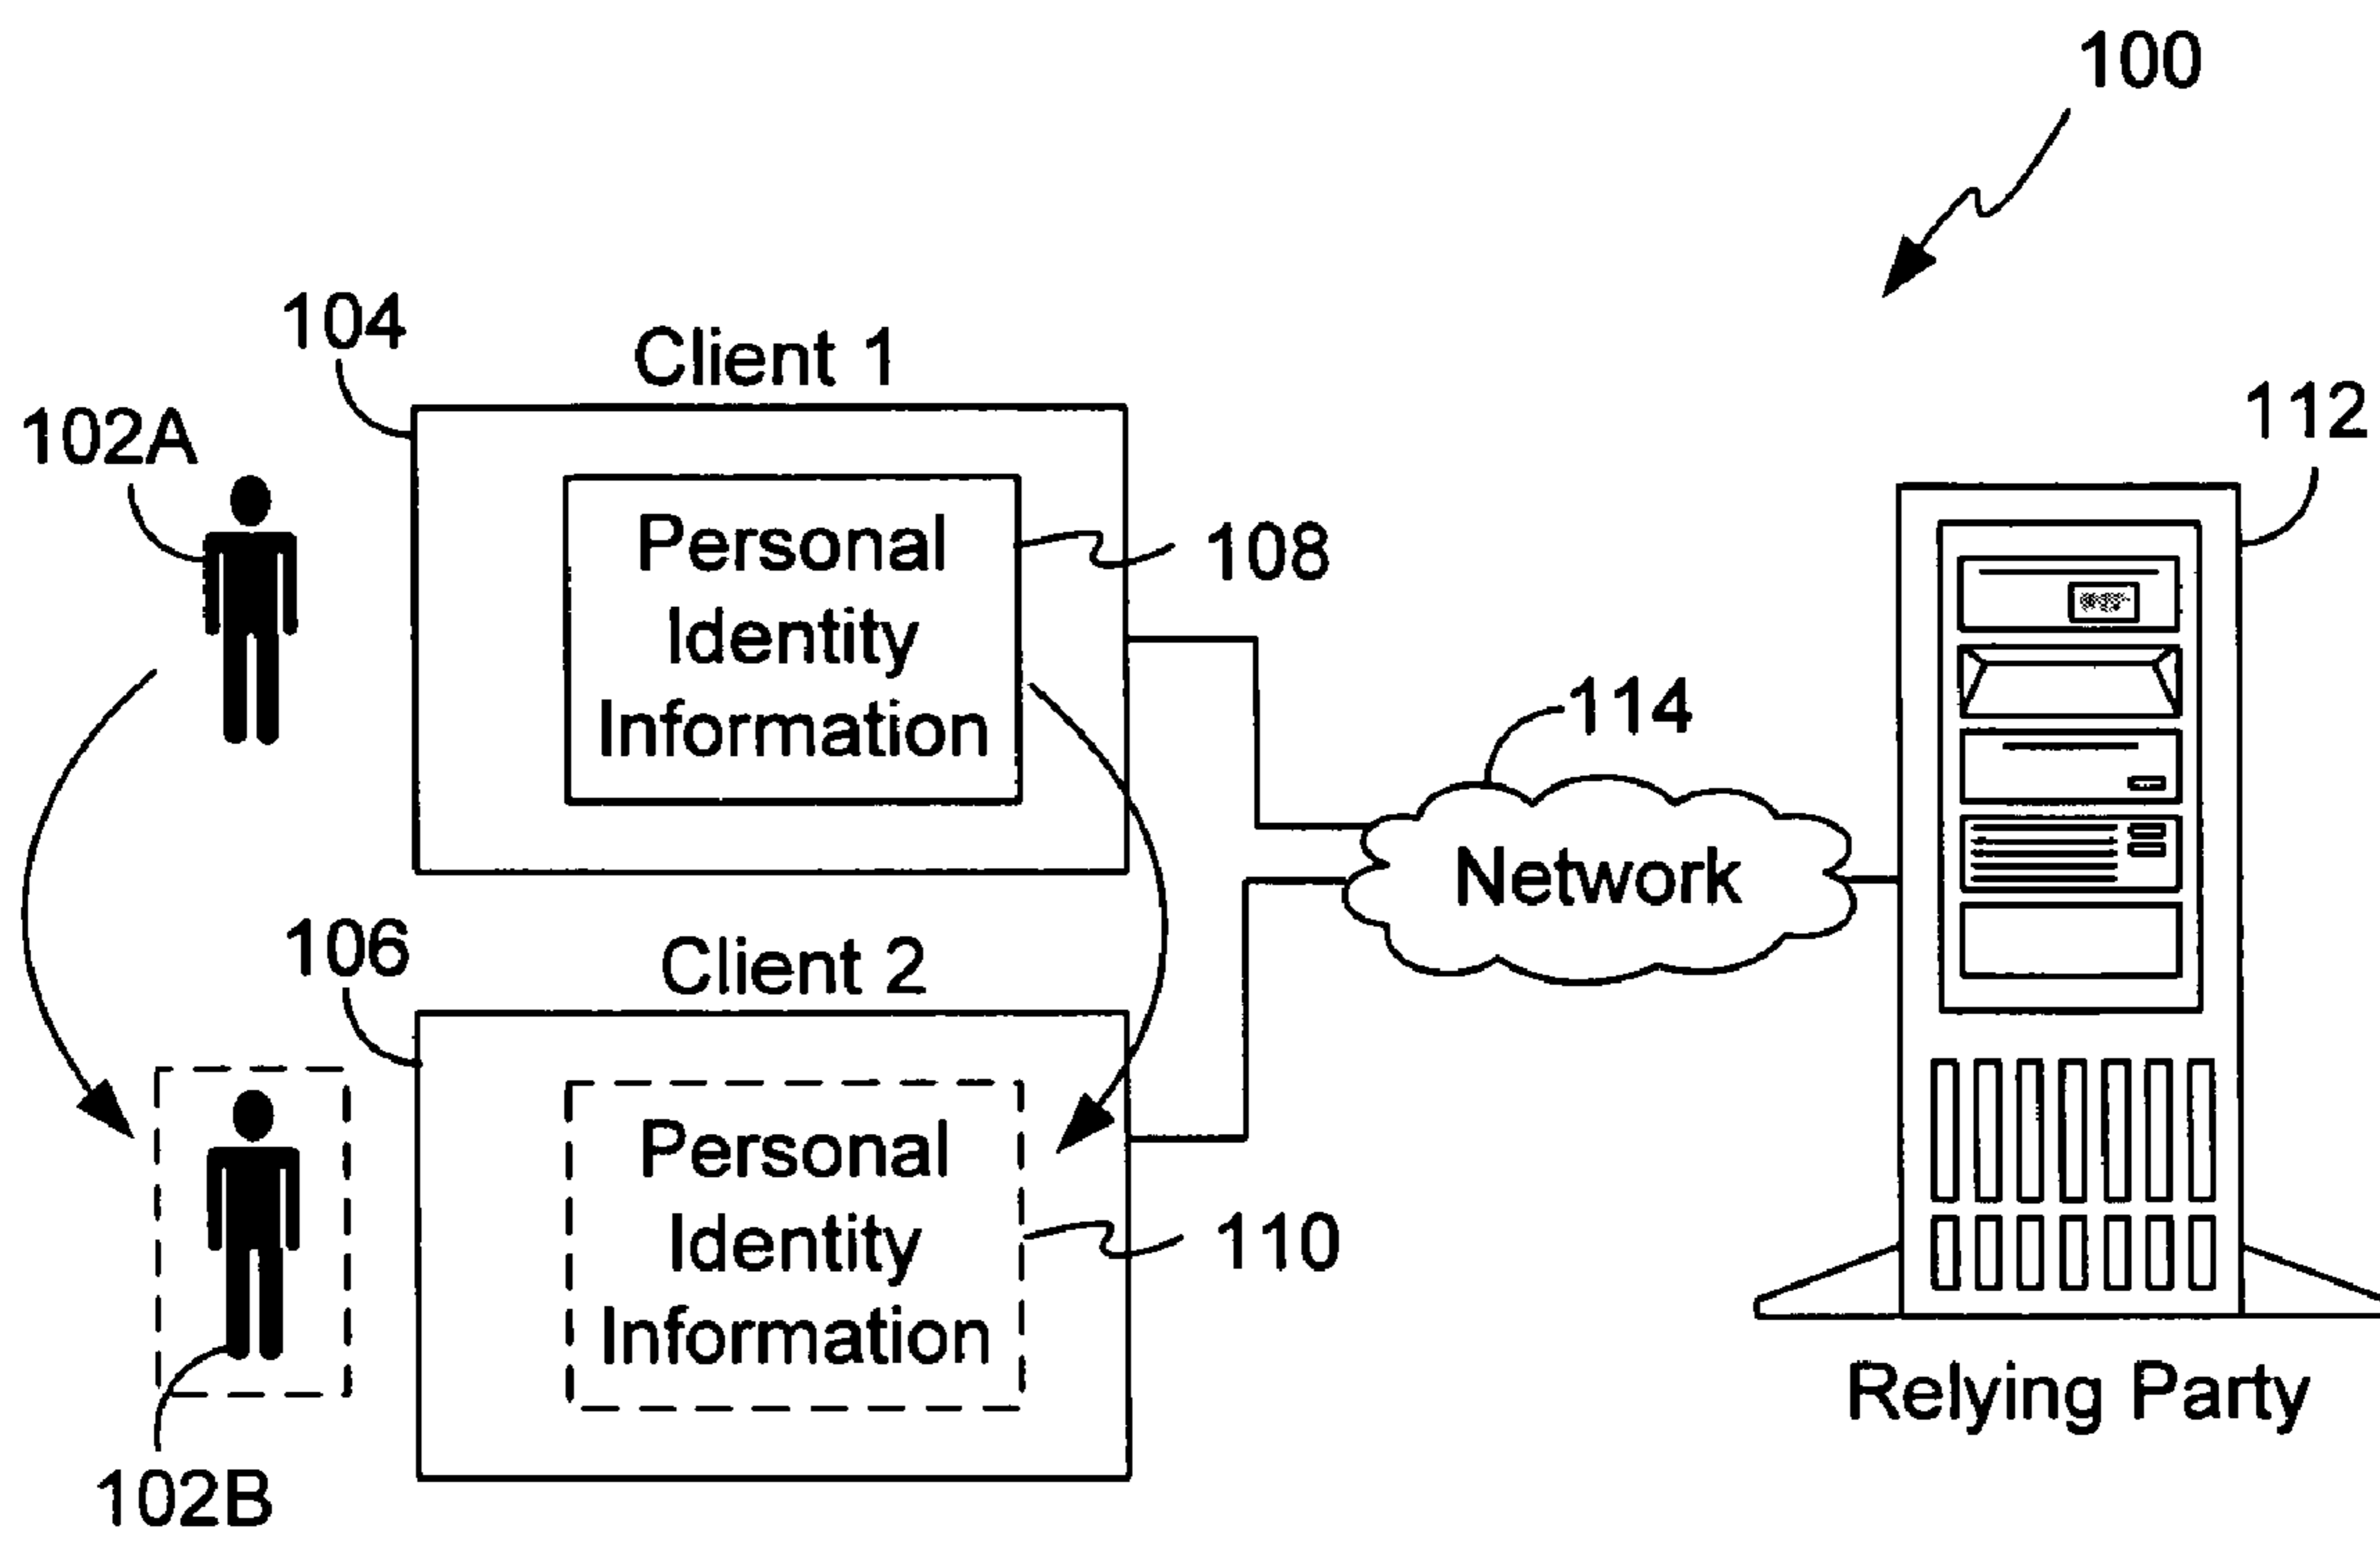 100
104
Client 1
102A
112
Personal
Identity
Information
108
114
Network
106
Client 2
Personal
Identity
Information
110
Relying Party
102B